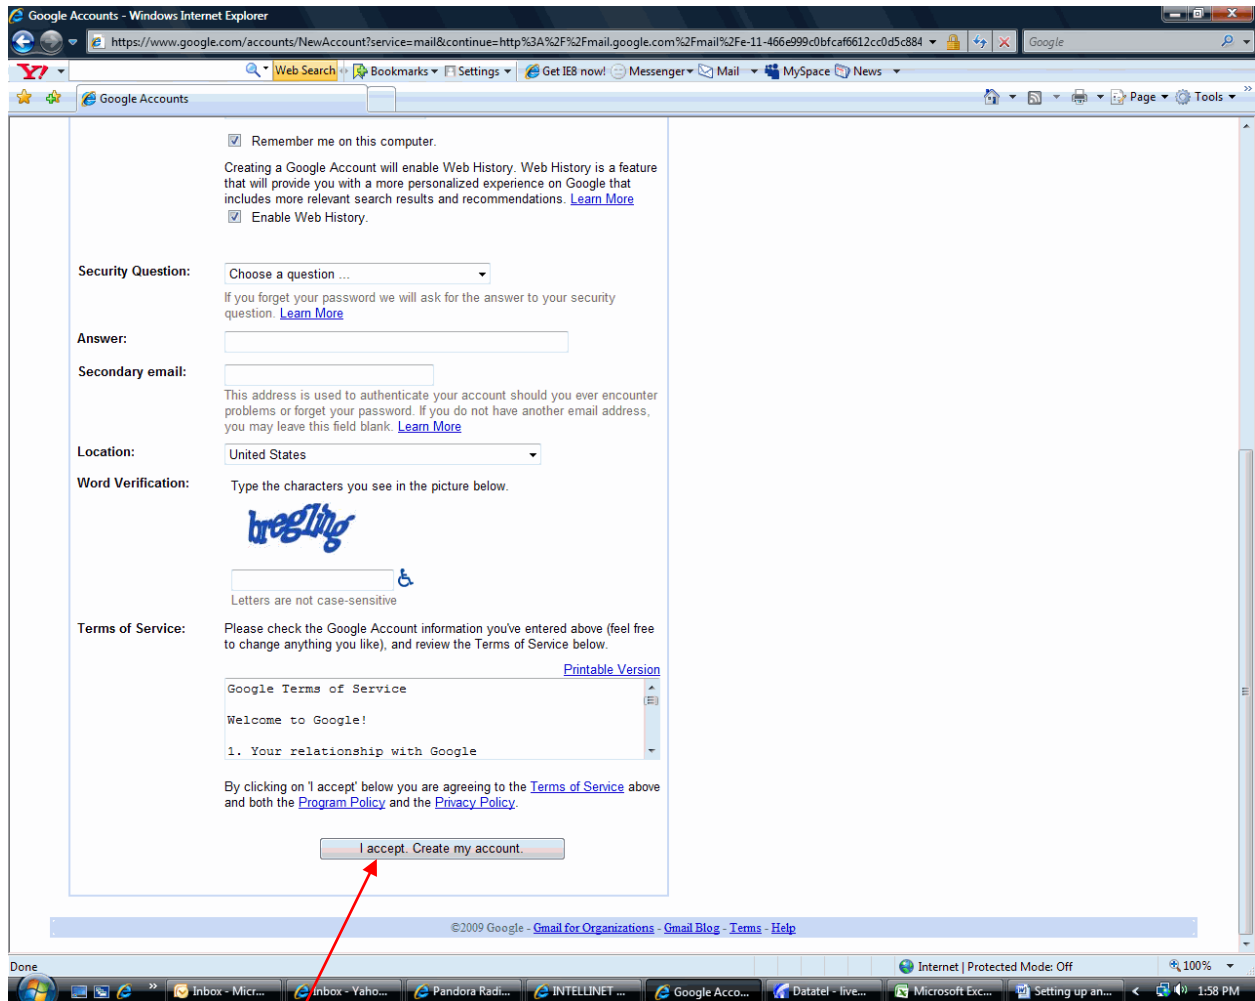 Google Accounts - Windows Internet Explorer
https://www.google.com/accounts/NewAccount?service=mail&continue=http%3A%2F%2Fmail.google.com%2Fmail%2Fe-11-466e999c0bfcaf6612cc0d5c884
Google
Y!
Web Search
Bookmarks
Settings
Get IE8 now!
Messenger
Mail
MySpace
News
Google Accounts
Page
Tools
Remember me on this computer.
Creating a Google Account will enable Web History. Web History is a feature
that will provide you with a more personalized experience on Google that
includes more relevant search results and recommendations. Learn More
Enable Web History.
Security Question:
Choose a question ...
If you forget your password we will ask for the answer to your security
question. Learn More
Answer:
Secondary email:
This address is used to authenticate your account should you ever encounter
problems or forget your password. If you do not have another email address,
you may leave this field blank. Learn More
Location:
United States
Word Verification:
Type the characters you see in the picture below.
bregling
Letters are not case-sensitive
Terms of Service:
Please check the Google Account information you've entered above (feel free
to change anything you like), and review the Terms of Service below.
Printable Version
Google Terms of Service
Welcome to Google!
1. Your relationship with Google
By clicking on 'I accept' below you are agreeing to the Terms of Service above
and both the Program Policy and the Privacy Policy.
I accept. Create my account.
©2009 Google - Gmail for Organizations - Gmail Blog - Terms - Help
Done
Internet | Protected Mode: Off
100%
Inbox - Micr...
Inbox - Yaho...
Pandora Radi...
INTELLINET ...
Google Acco...
Datatel - live...
Microsoft Exc...
Setting up an...
1:58 PM